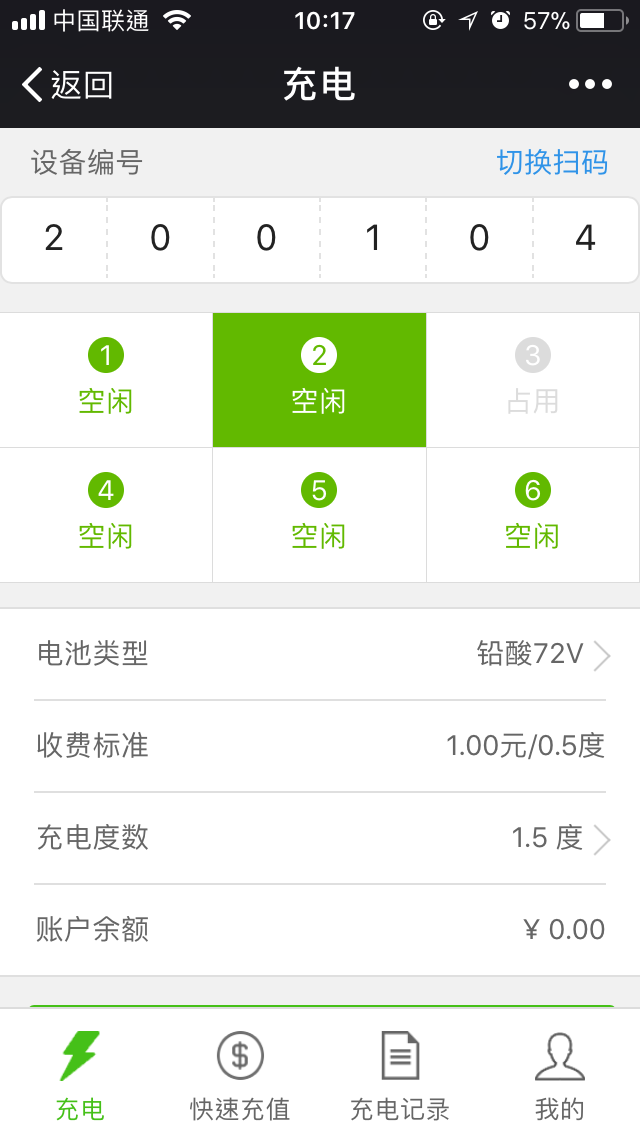 中国联通 10:17 57%
返回 充电
设备编号 切换扫码
2 0 0 1 0 4
1 2 3
空闲 空闲 占用
4 5 6
空闲 空闲 空闲
电池类型 铅酸72V
收费标准 1.00元/0.5度
充电度数 1.5 度
账户余额 ¥ 0.00
充电 快速充值 充电记录 我的